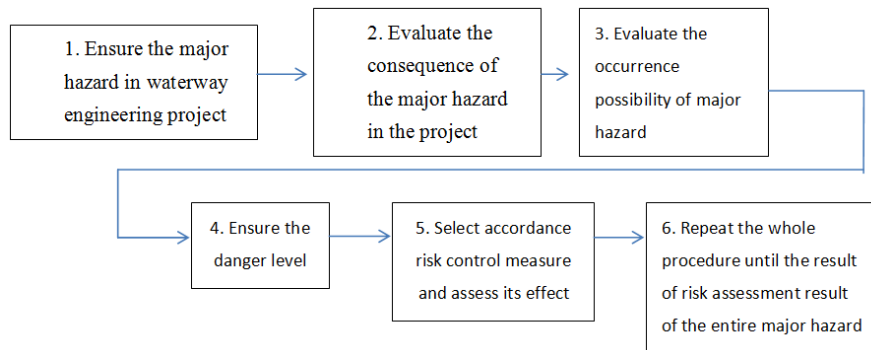 1. Ensure the major
hazard in waterway
engineering project
2. Evaluate the
consequence of
the major hazard
in the project
3. Evaluate the
occurrence
possibility of major
hazard
4. Ensure the
danger level
5. Select accordance
risk control measure
and assess its effect
6. Repeat the whole
procedure until the result
of risk assessment result
of the entire major hazard